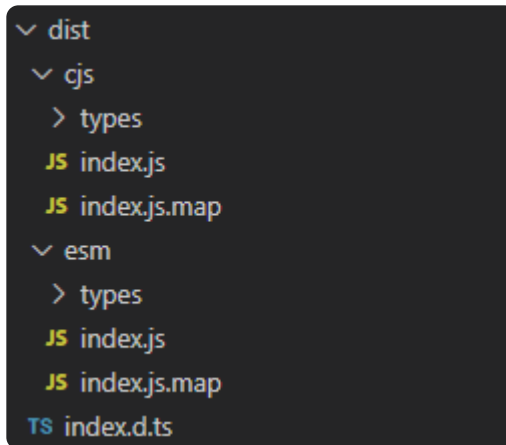 dist
cjs
types
JS index.js
JS index.js.map
esm
types
JS index.js
JS index.js.map
TS index.d.ts